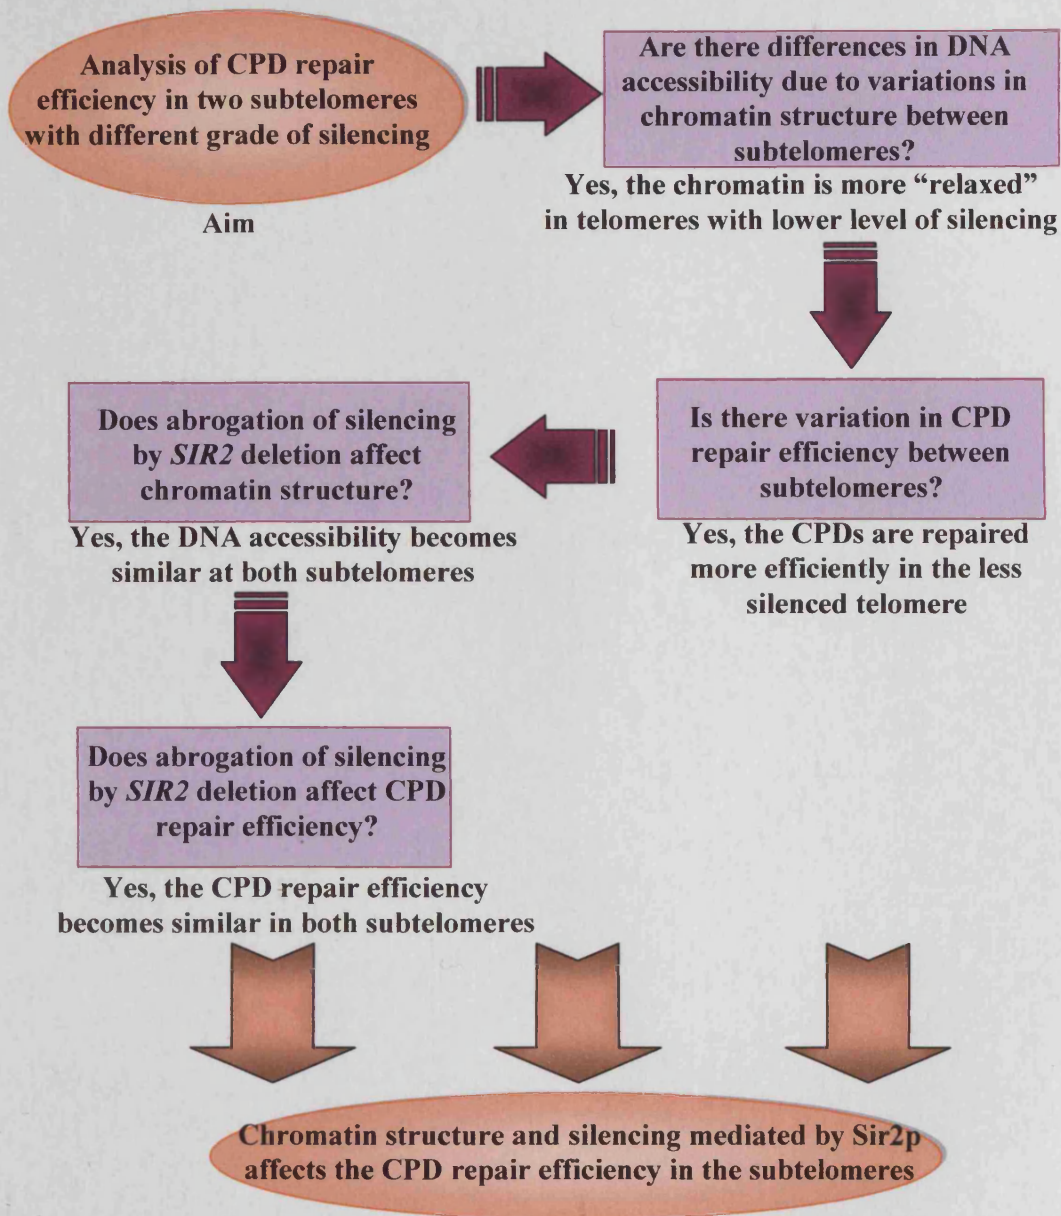 Analysis of CPD repair
efficiency in two subtelomeres
with different grade of silencing
Aim
Are there differences in DNA
accessibility due to variations in
chromatin structure between
subtelomeres?
Yes, the chromatin is more “relaxed”
in telomeres with lower level of silencing
Is there variation in CPD
repair efficiency between
subtelomeres?
Yes, the CPDs are repaired
more efficiently in the less
silenced telomere
Does abrogation of silencing
by SIR2 deletion affect
chromatin structure?
Yes, the DNA accessibility becomes
similar at both subtelomeres
Does abrogation of silencing
by SIR2 deletion affect CPD
repair efficiency?
Yes, the CPD repair efficiency
becomes similar in both subtelomeres
Chromatin structure and silencing mediated by Sir2p
affects the CPD repair efficiency in the subtelomeres